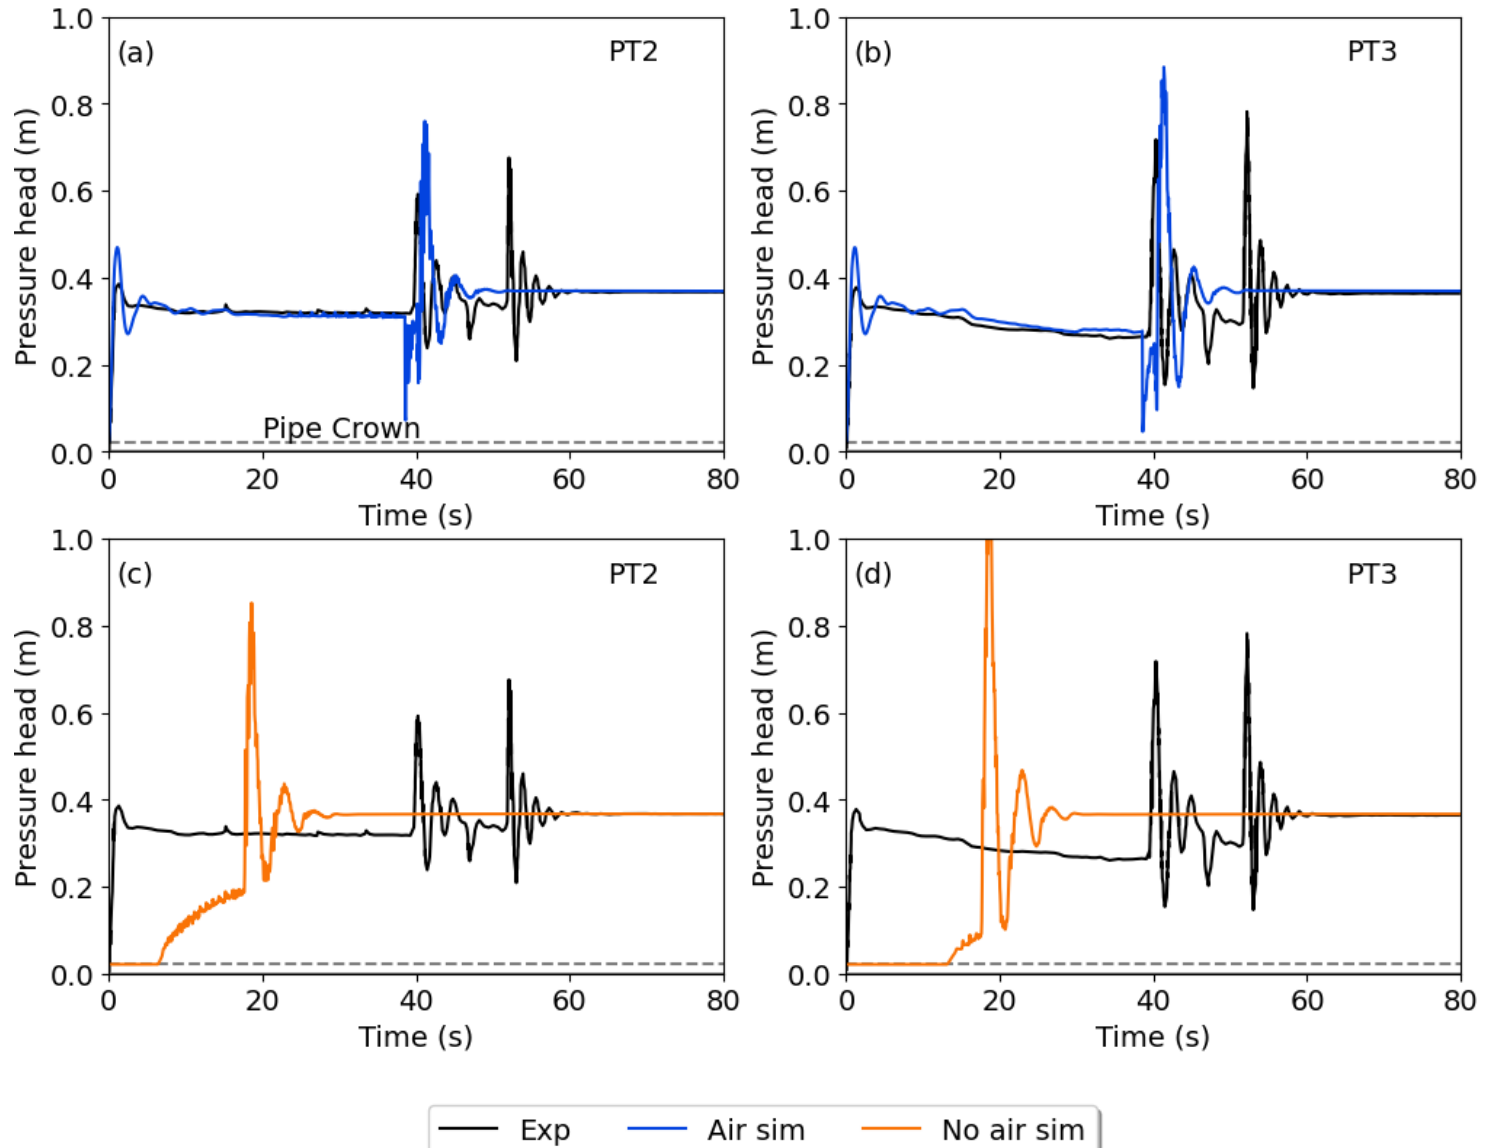 1.0
(a)
PT2
0.8
0.6
0.4
0.2
0.0
Pressure head (m)
Pipe Crown
0 20 40 60 80
Time (s)
1.0
(b)
PT3
0.8
0.6
0.4
0.2
0.0
Pressure head (m)
0 20 40 60 80
Time (s)
1.0
(c)
PT2
0.8
0.6
0.4
0.2
0.0
Pressure head (m)
0 20 40 60 80
Time (s)
1.0
(d)
PT3
0.8
0.6
0.4
0.2
0.0
Pressure head (m)
0 20 40 60 80
Time (s)
Exp Air sim No air sim